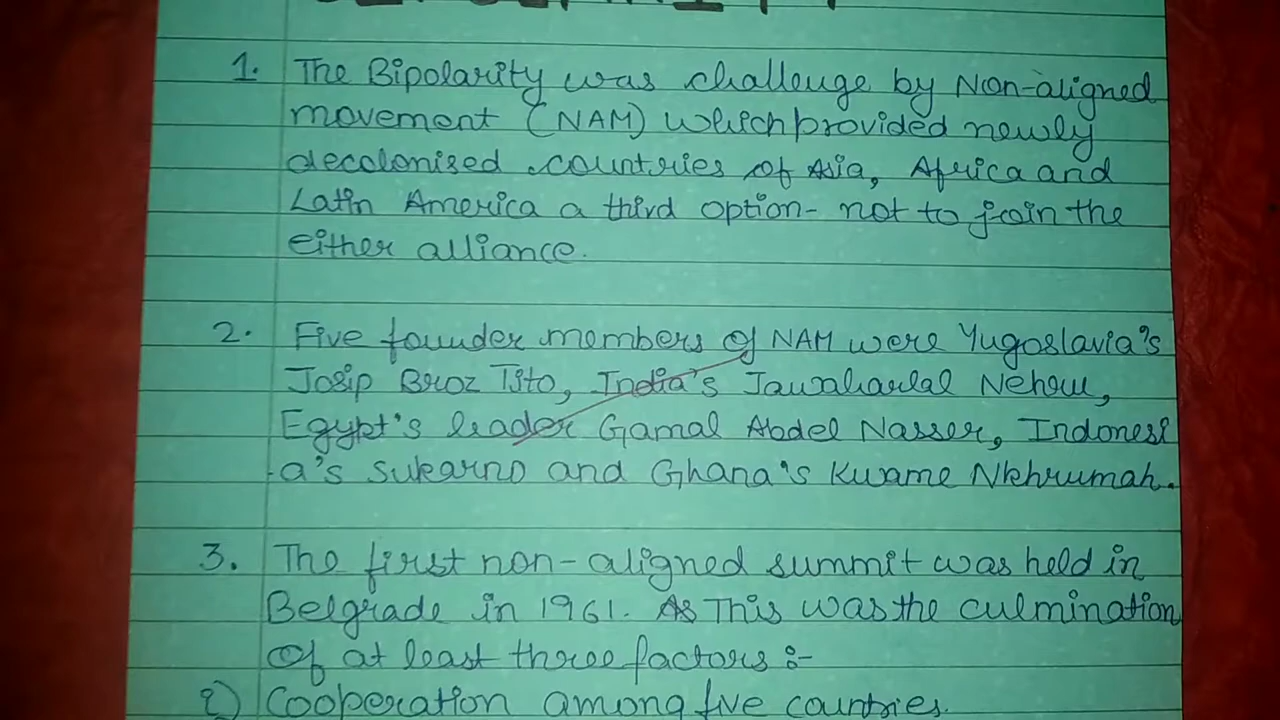 1. The Bipolarity was challenge by Non-aligned
movement (NAM) which provided newly
decolonised countries of Asia, Africa and
Latin America a third option- not to join the
either alliance.
2. Five founder members of NAM were Yugoslavia's
Josip Broz Tito, India's Jawaharlal Nehru,
Egypt's leader Gamal Abdel Nasser, Indonesi
-a's Sukarno and Ghana's Kwame Nkhrumah.
3. The first non-aligned summit was held in
Belgrade in 1961. As This was the culmination
of at least three factors :-
i) Cooperation among five countries.